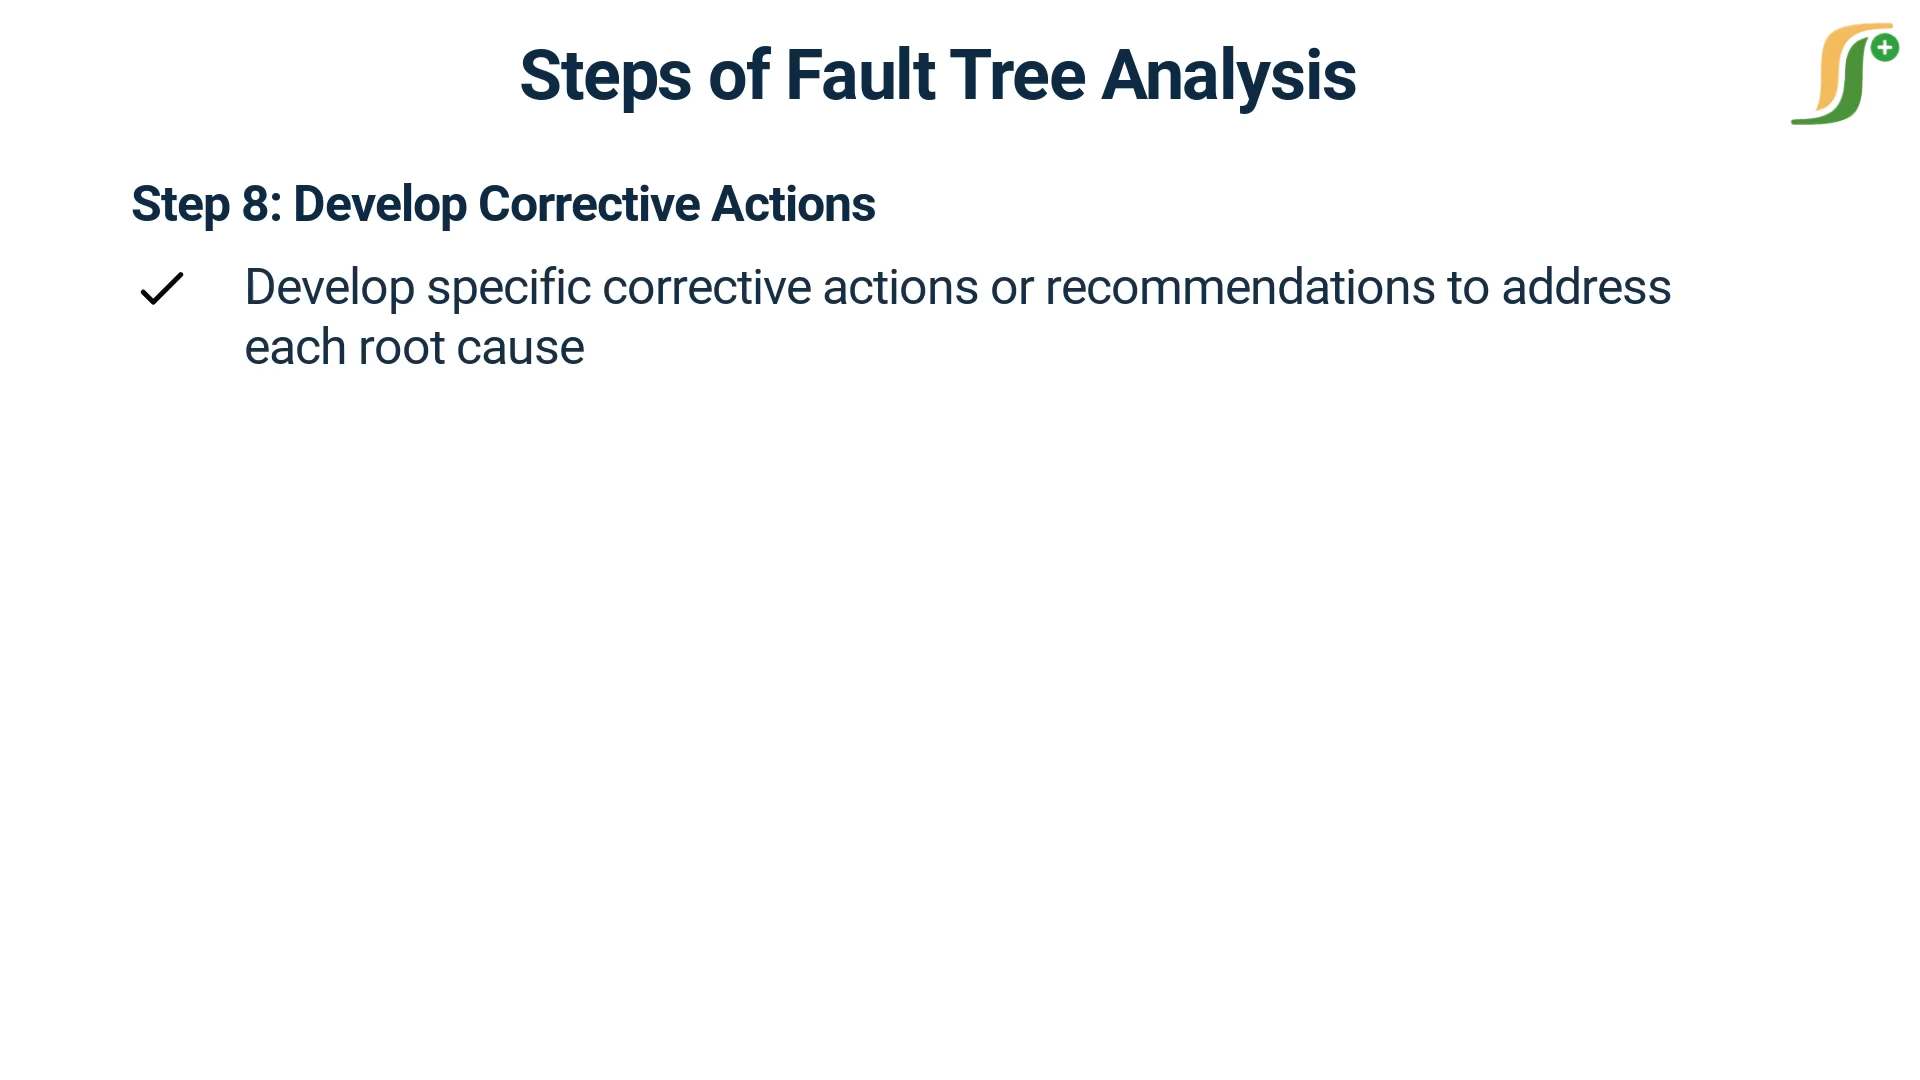 Steps of Fault Tree Analysis
Step 8: Develop Corrective Actions
Develop specific corrective actions or recommendations to address
each root cause